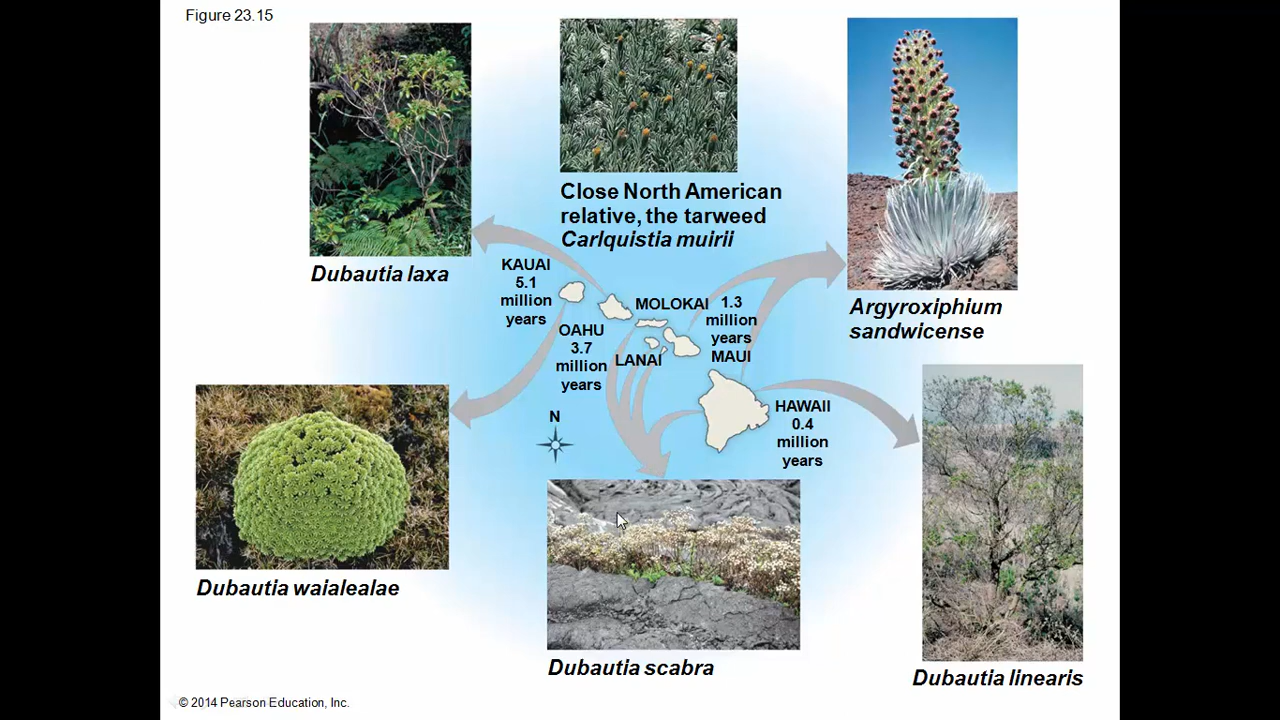 Figure 23.15
Close North American
relative, the tarweed
Carlquistia muirii
Dubautia laxa
Argyroxiphium
sandwicense
KAUAI
5.1
million
years
OAHU
3.7
million
years
MOLOKAI
LANAI
1.3
million
years
MAUI
N
HAWAII
0.4
million
years
Dubautia waialealae
Dubautia scabra
Dubautia linearis
© 2014 Pearson Education, Inc.